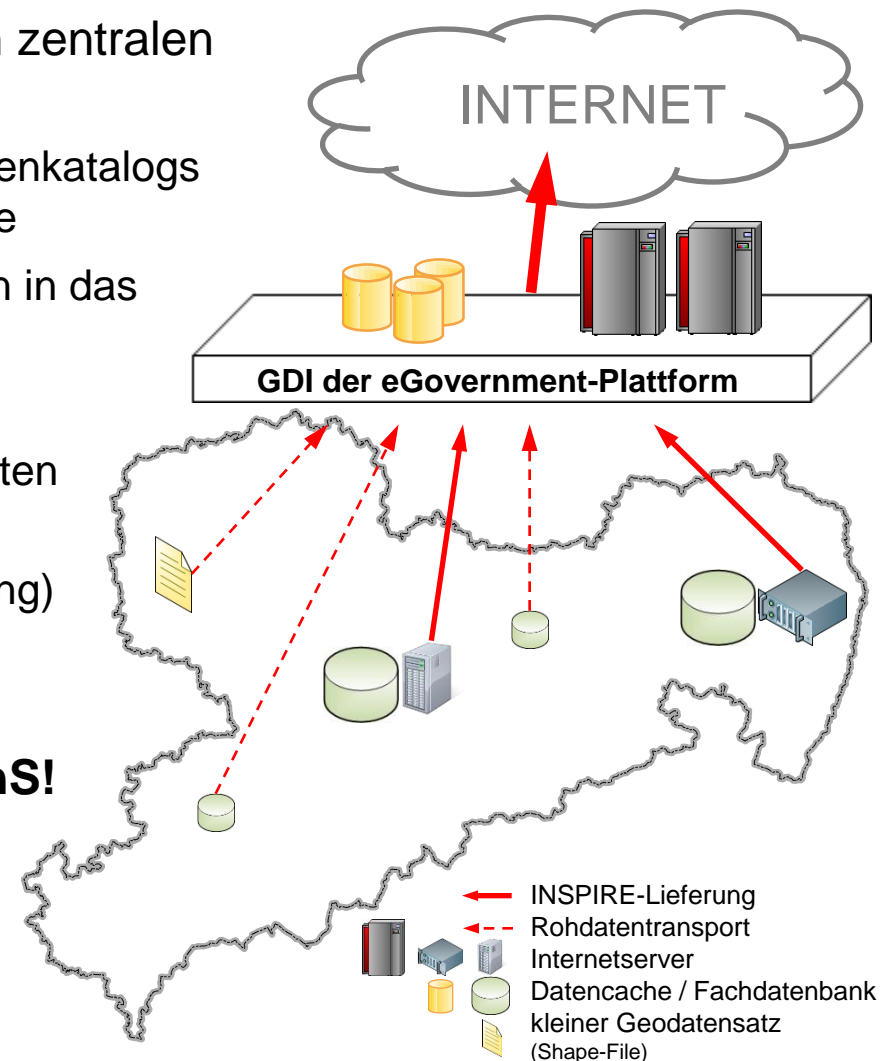 zentralen
enkatalogs
e
n in das
ten
ng)
nS!
INTERNET
GDI der eGovernment-Plattform
INSPIRE-Lieferung
Rohdatentransport
Internetserver
Datencache / Fachdatenbank
kleiner Geodatensatz
(Shape-File)